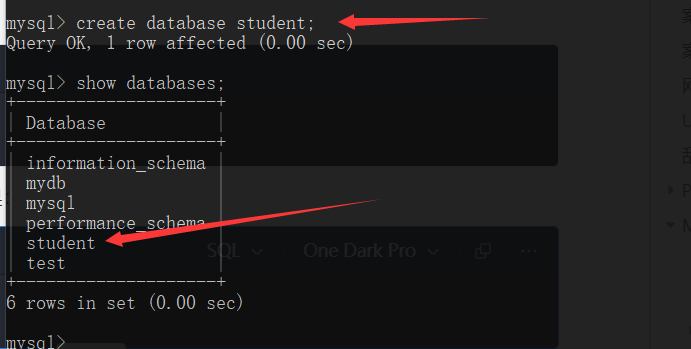 mysql> create database student;
Query OK, 1 row affected (0.00 sec)
mysql> show databases;
+--------------------+
| Database           |
+--------------------+
| information_schema |
| mydb               |
| mysql              |
| performance_schema |
| student            |
| test               |
+--------------------+
SQL One Dark Pro ...
6 rows in set (0.00 sec)
mysql>